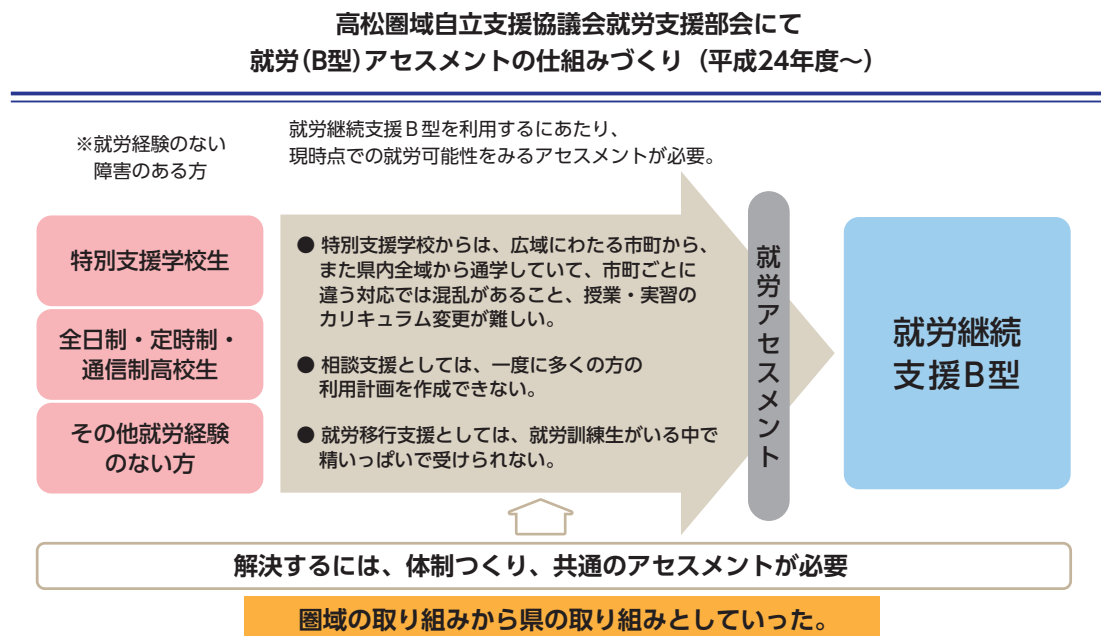 高松圏域自立支援協議会就労支援部会にて
就労(B型)アセスメントの仕組みづくり（平成24年度〜）
※就労経験のない
障害のある方
就労継続支援B型を利用するにあたり、
現時点での就労可能性をみるアセスメントが必要。
特別支援学校生
全日制・定時制・
通信制高校生
その他就労経験
のない方
● 特別支援学校からは、広域にわたる市町から、
また県内全域から通学していて、市町ごとに
違う対応では混乱があること、授業・実習の
カリキュラム変更が難しい。
● 相談支援としては、一度に多くの方の
利用計画を作成できない。
● 就労移行支援としては、就労訓練生がいる中で
精いっぱいで受けられない。
就労アセスメント
就労継続
支援B型
解決するには、体制つくり、共通のアセスメントが必要
圏域の取り組みから県の取り組みとしていった。